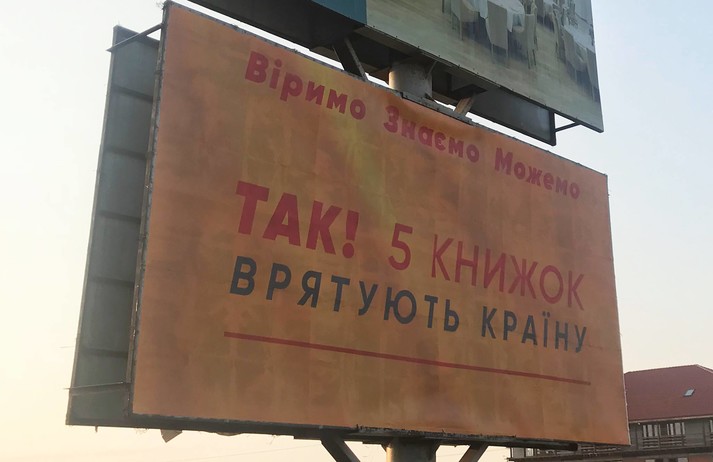 Віримо Знаємо Можемо
ТАК! 5 КНИЖОК
ВРЯТУЮТЬ КРАЇНУ